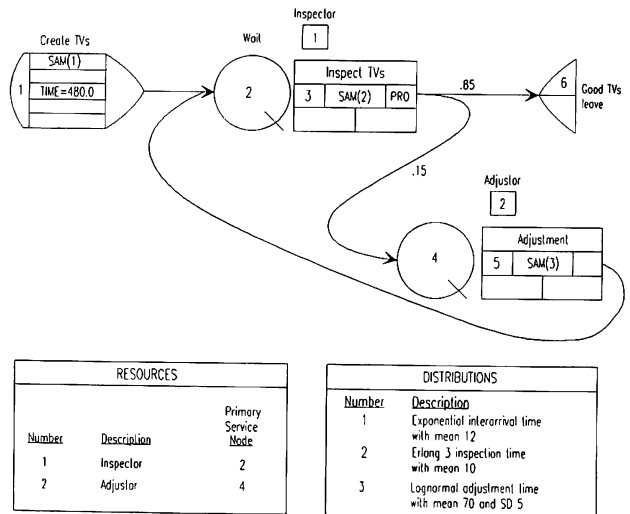 Inspector
1
Create TVs
Wait
SAM(1)
Inspect TVs
1
TIME=480.0
2
3 SAM(2) PRO
.85
6
Good TVs
leave
.15
Adjustor
2
4
Adjustment
5 SAM(3)
RESOURCES
Number Description Primary
Service
Node
1 Inspector 2
2 Adjustor 4
DISTRIBUTIONS
Number Description
1 Exponential interarrival time
with mean 12
2 Erlang 3 inspection time
with mean 10
3 Lognormal adjustment time
with mean 70 and SD 5